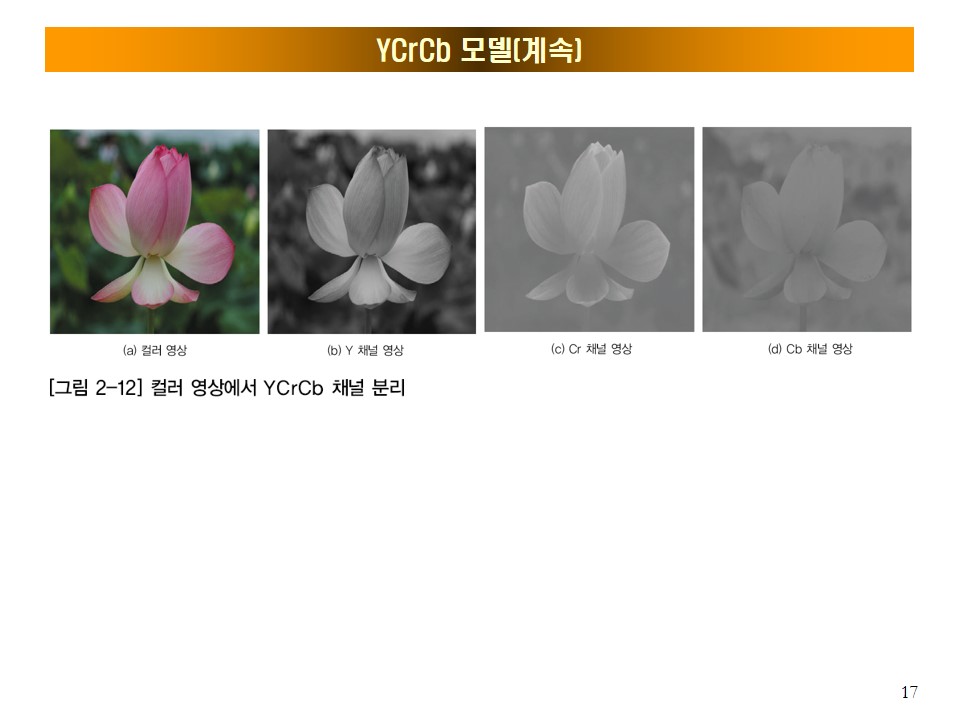 YCrCb 모델(계속)
(a) 컬러 영상
(b) Y 채널 영상
(c) Cr 채널 영상
(d) Cb 채널 영상
[그림 2-12] 컬러 영상에서 YCrCb 채널 분리
17